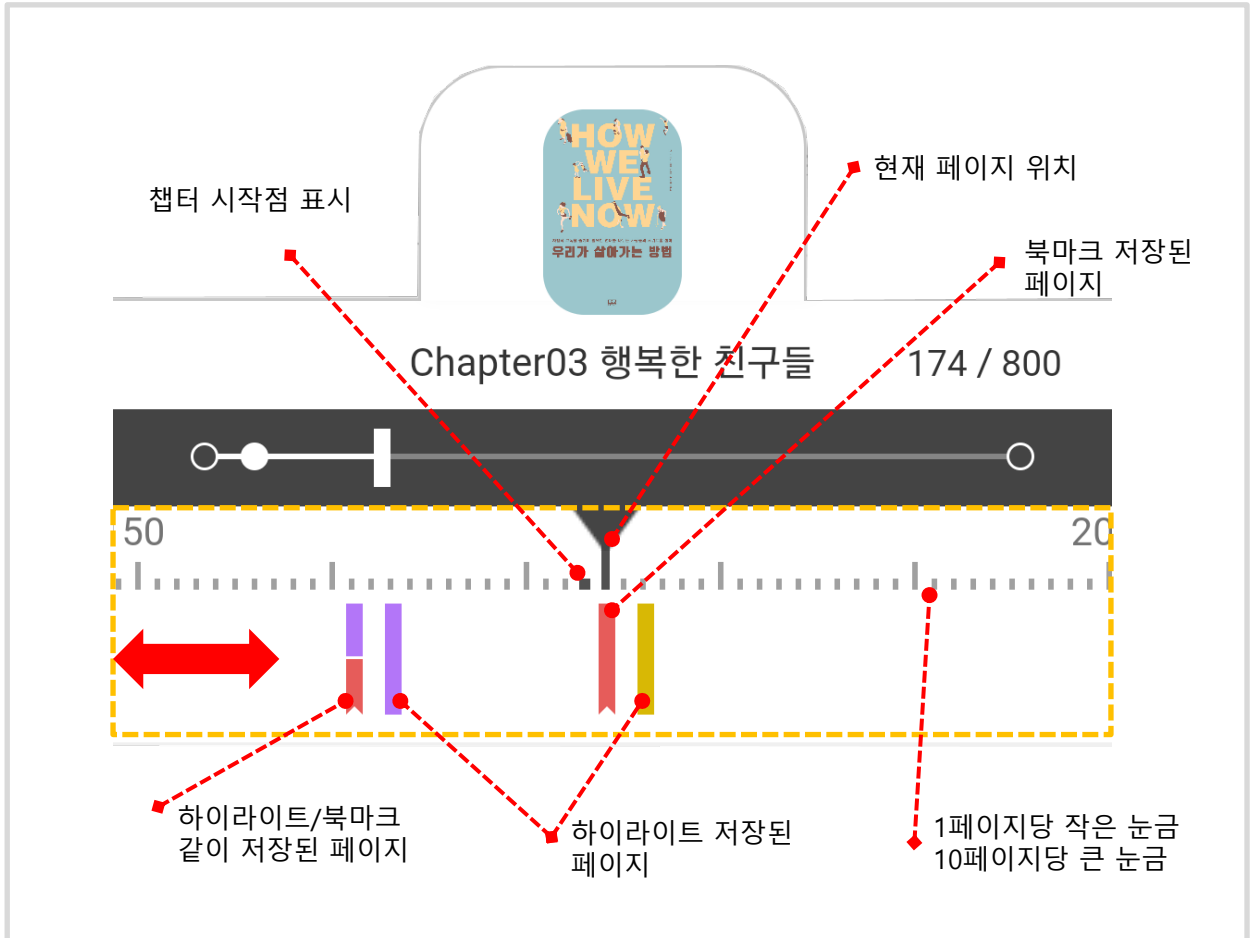 HOW
WE
LIVE
NOW
우리가 살아가는 방법
챕터 시작점 표시
현재 페이지 위치
북마크 저장된
페이지
Chapter03 행복한 친구들
174 / 800
50
20
하이라이트/북마크
같이 저장된 페이지
하이라이트 저장된
페이지
1페이지당 작은 눈금
10페이지당 큰 눈금